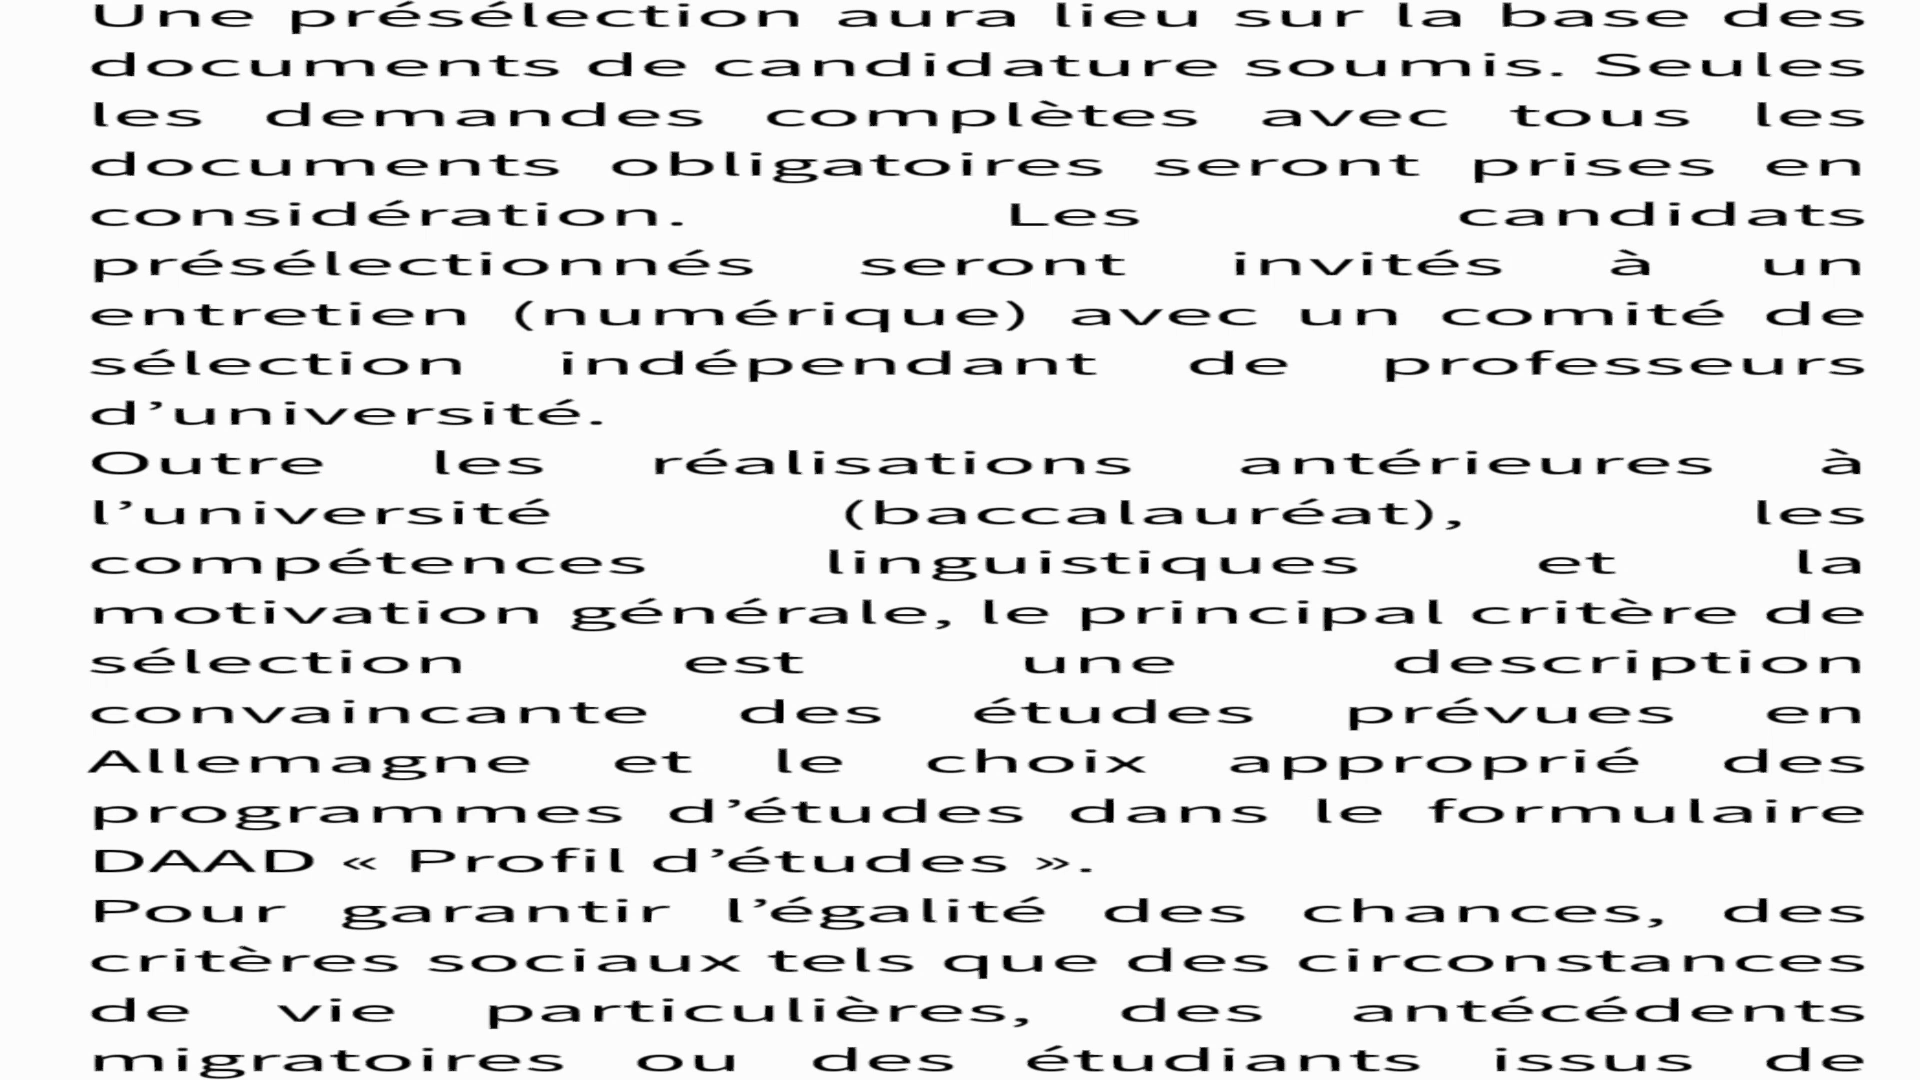 Une présélection aura lieu sur la base des
documents de candidature soumis. Seules
les demandes complètes avec tous les
documents obligatoires seront prises en
considération. Les candidats
présélectionnés seront invités à un
entretien (numérique) avec un comité de
sélection indépendant de professeurs
d’université.
Outre les réalisations antérieures à
l’université (baccalauréat), les
compétences linguistiques et la
motivation générale, le principal critère de
sélection est une description
convaincante des études prévues en
Allemagne et le choix approprié des
programmes d’études dans le formulaire
DAAD « Profil d’études ».
Pour garantir l’égalité des chances, des
critères sociaux tels que des circonstances
de vie particulières, des antécédents
migratoires ou des étudiants issus de